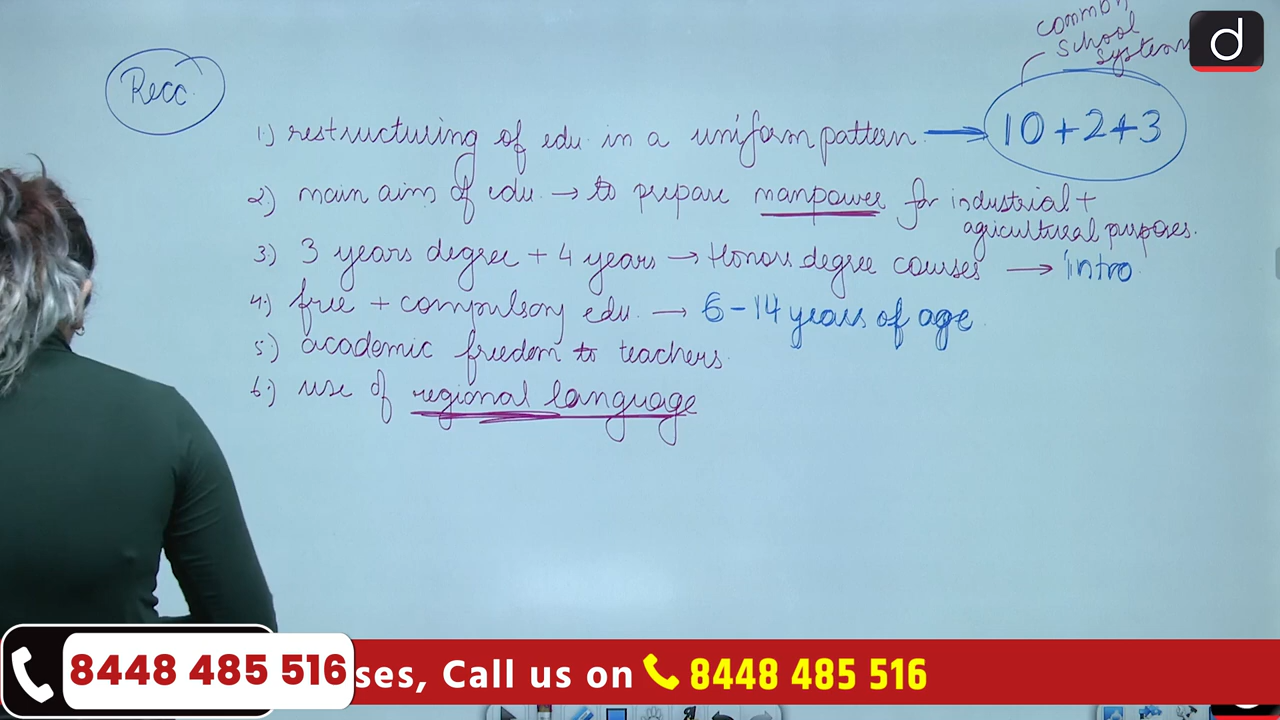 common
school
system
d
Recc.
1.) restructuring of edu. in a uniform pattern → 10+2+3
2.) main aim of edu. → to prepare manpower for industrial +
agricultural purposes.
3.) 3 years degree + 4 years → Honors degree courses → intro
4.) free + compulsory edu. → 6-14 years of age.
5.) academic freedom to teachers.
6.) use of regional language
8448 485 516
ses, Call us on 8448 485 516